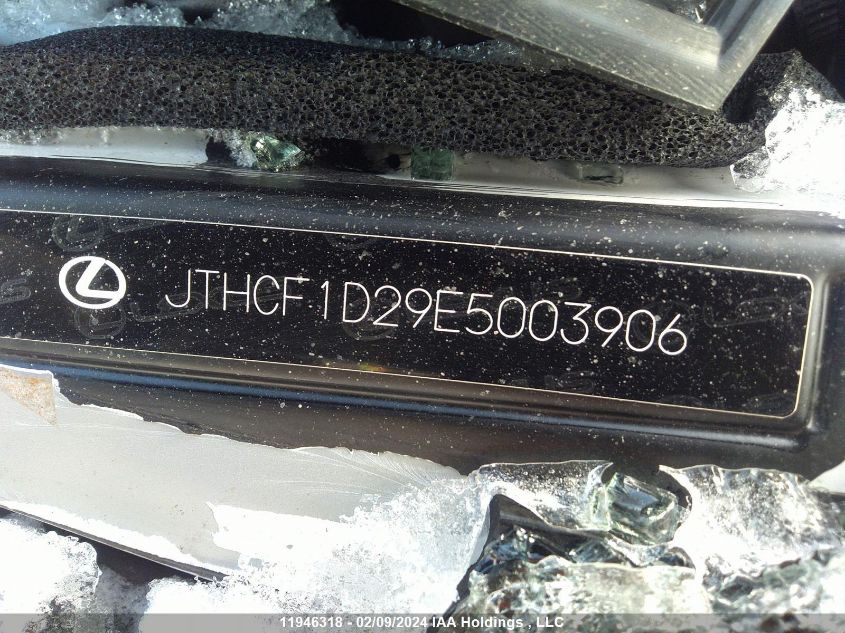 JTHCF1D29E5003906
11946318 - 02/09/2024 IAA Holdings , LLC